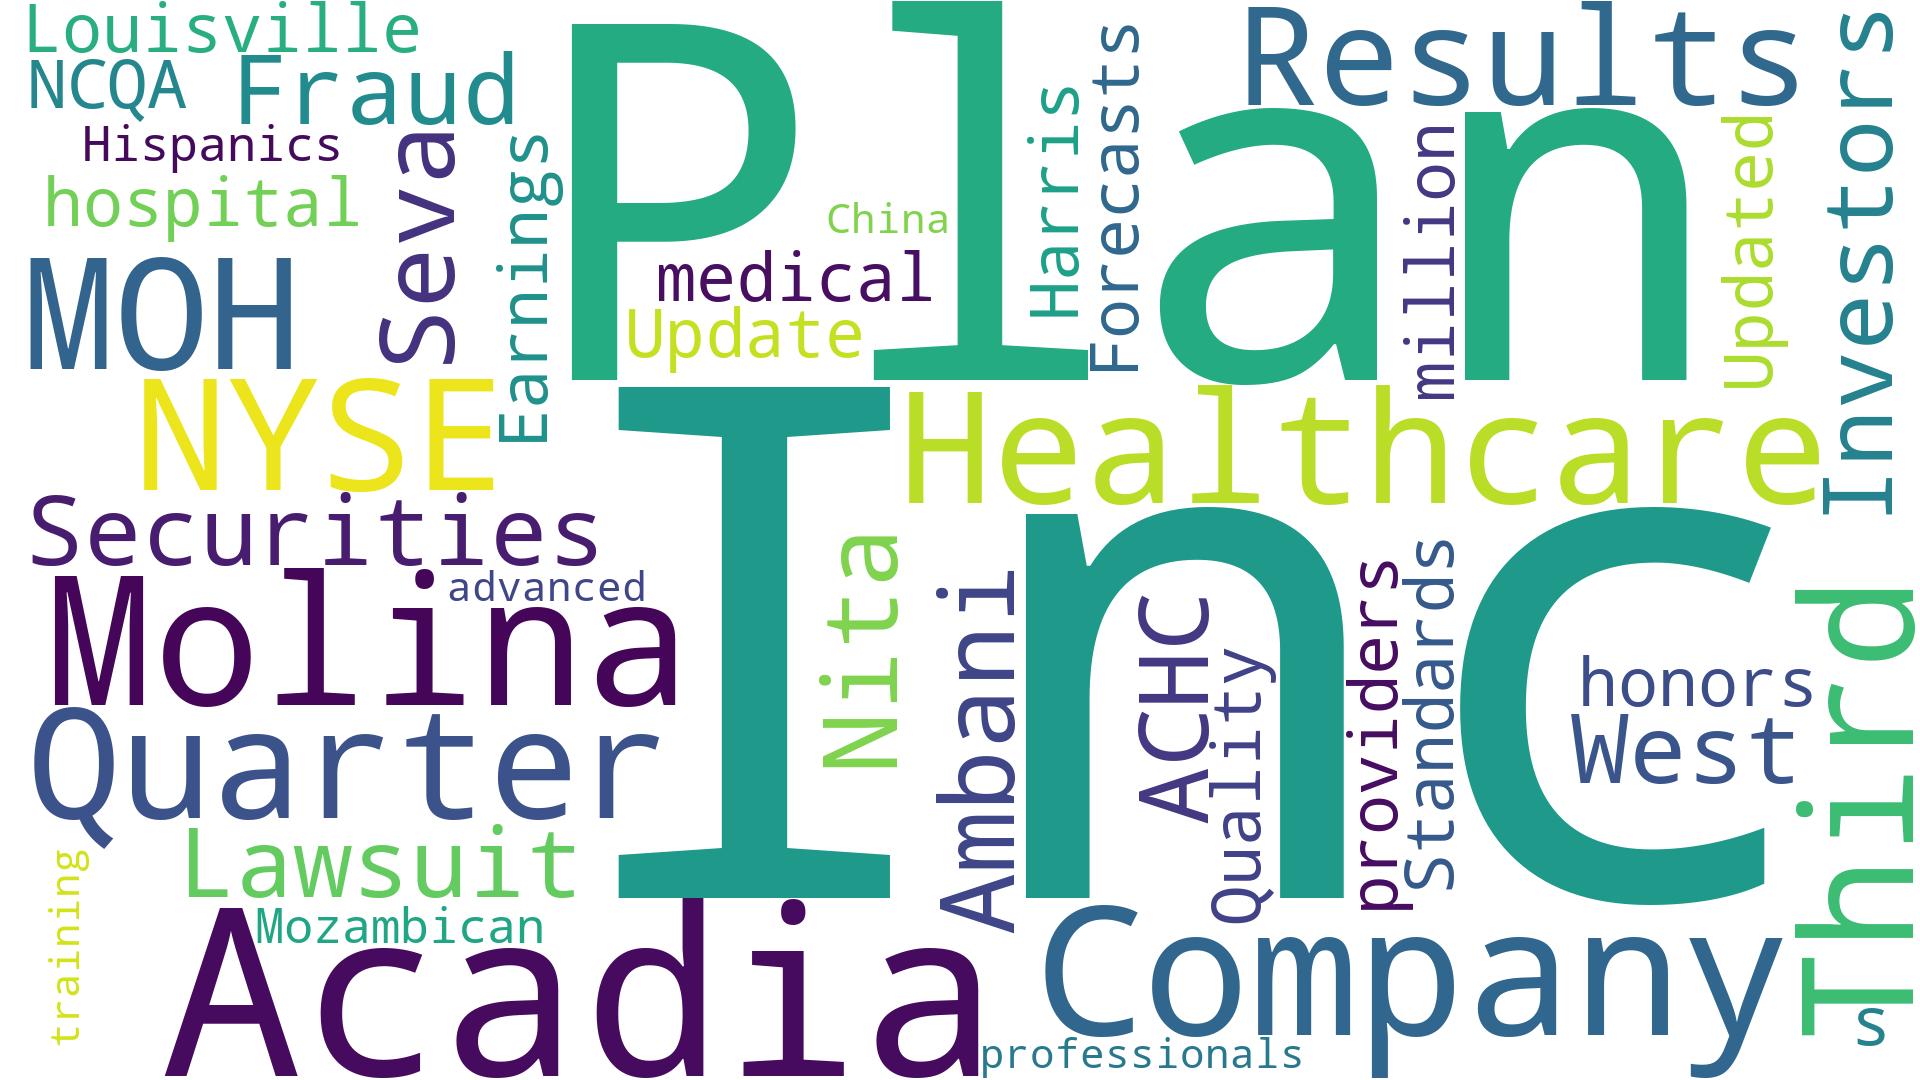 Louisville
NCQA
Fraud
Hispanics
hospital
Seva
Earnings
MOH
NYSE
Plan
China
medical
Update
Harris
Forecasts
Results
million
Updated
Investors
Inc
Healthcare
Securities
advanced
Molina
Quarter
Nita
Ambani
ACHC
Quality
providers
Standards
honors
West
Third
Lawsuit
Mozambican
training
Acadia
Company
professionals
s